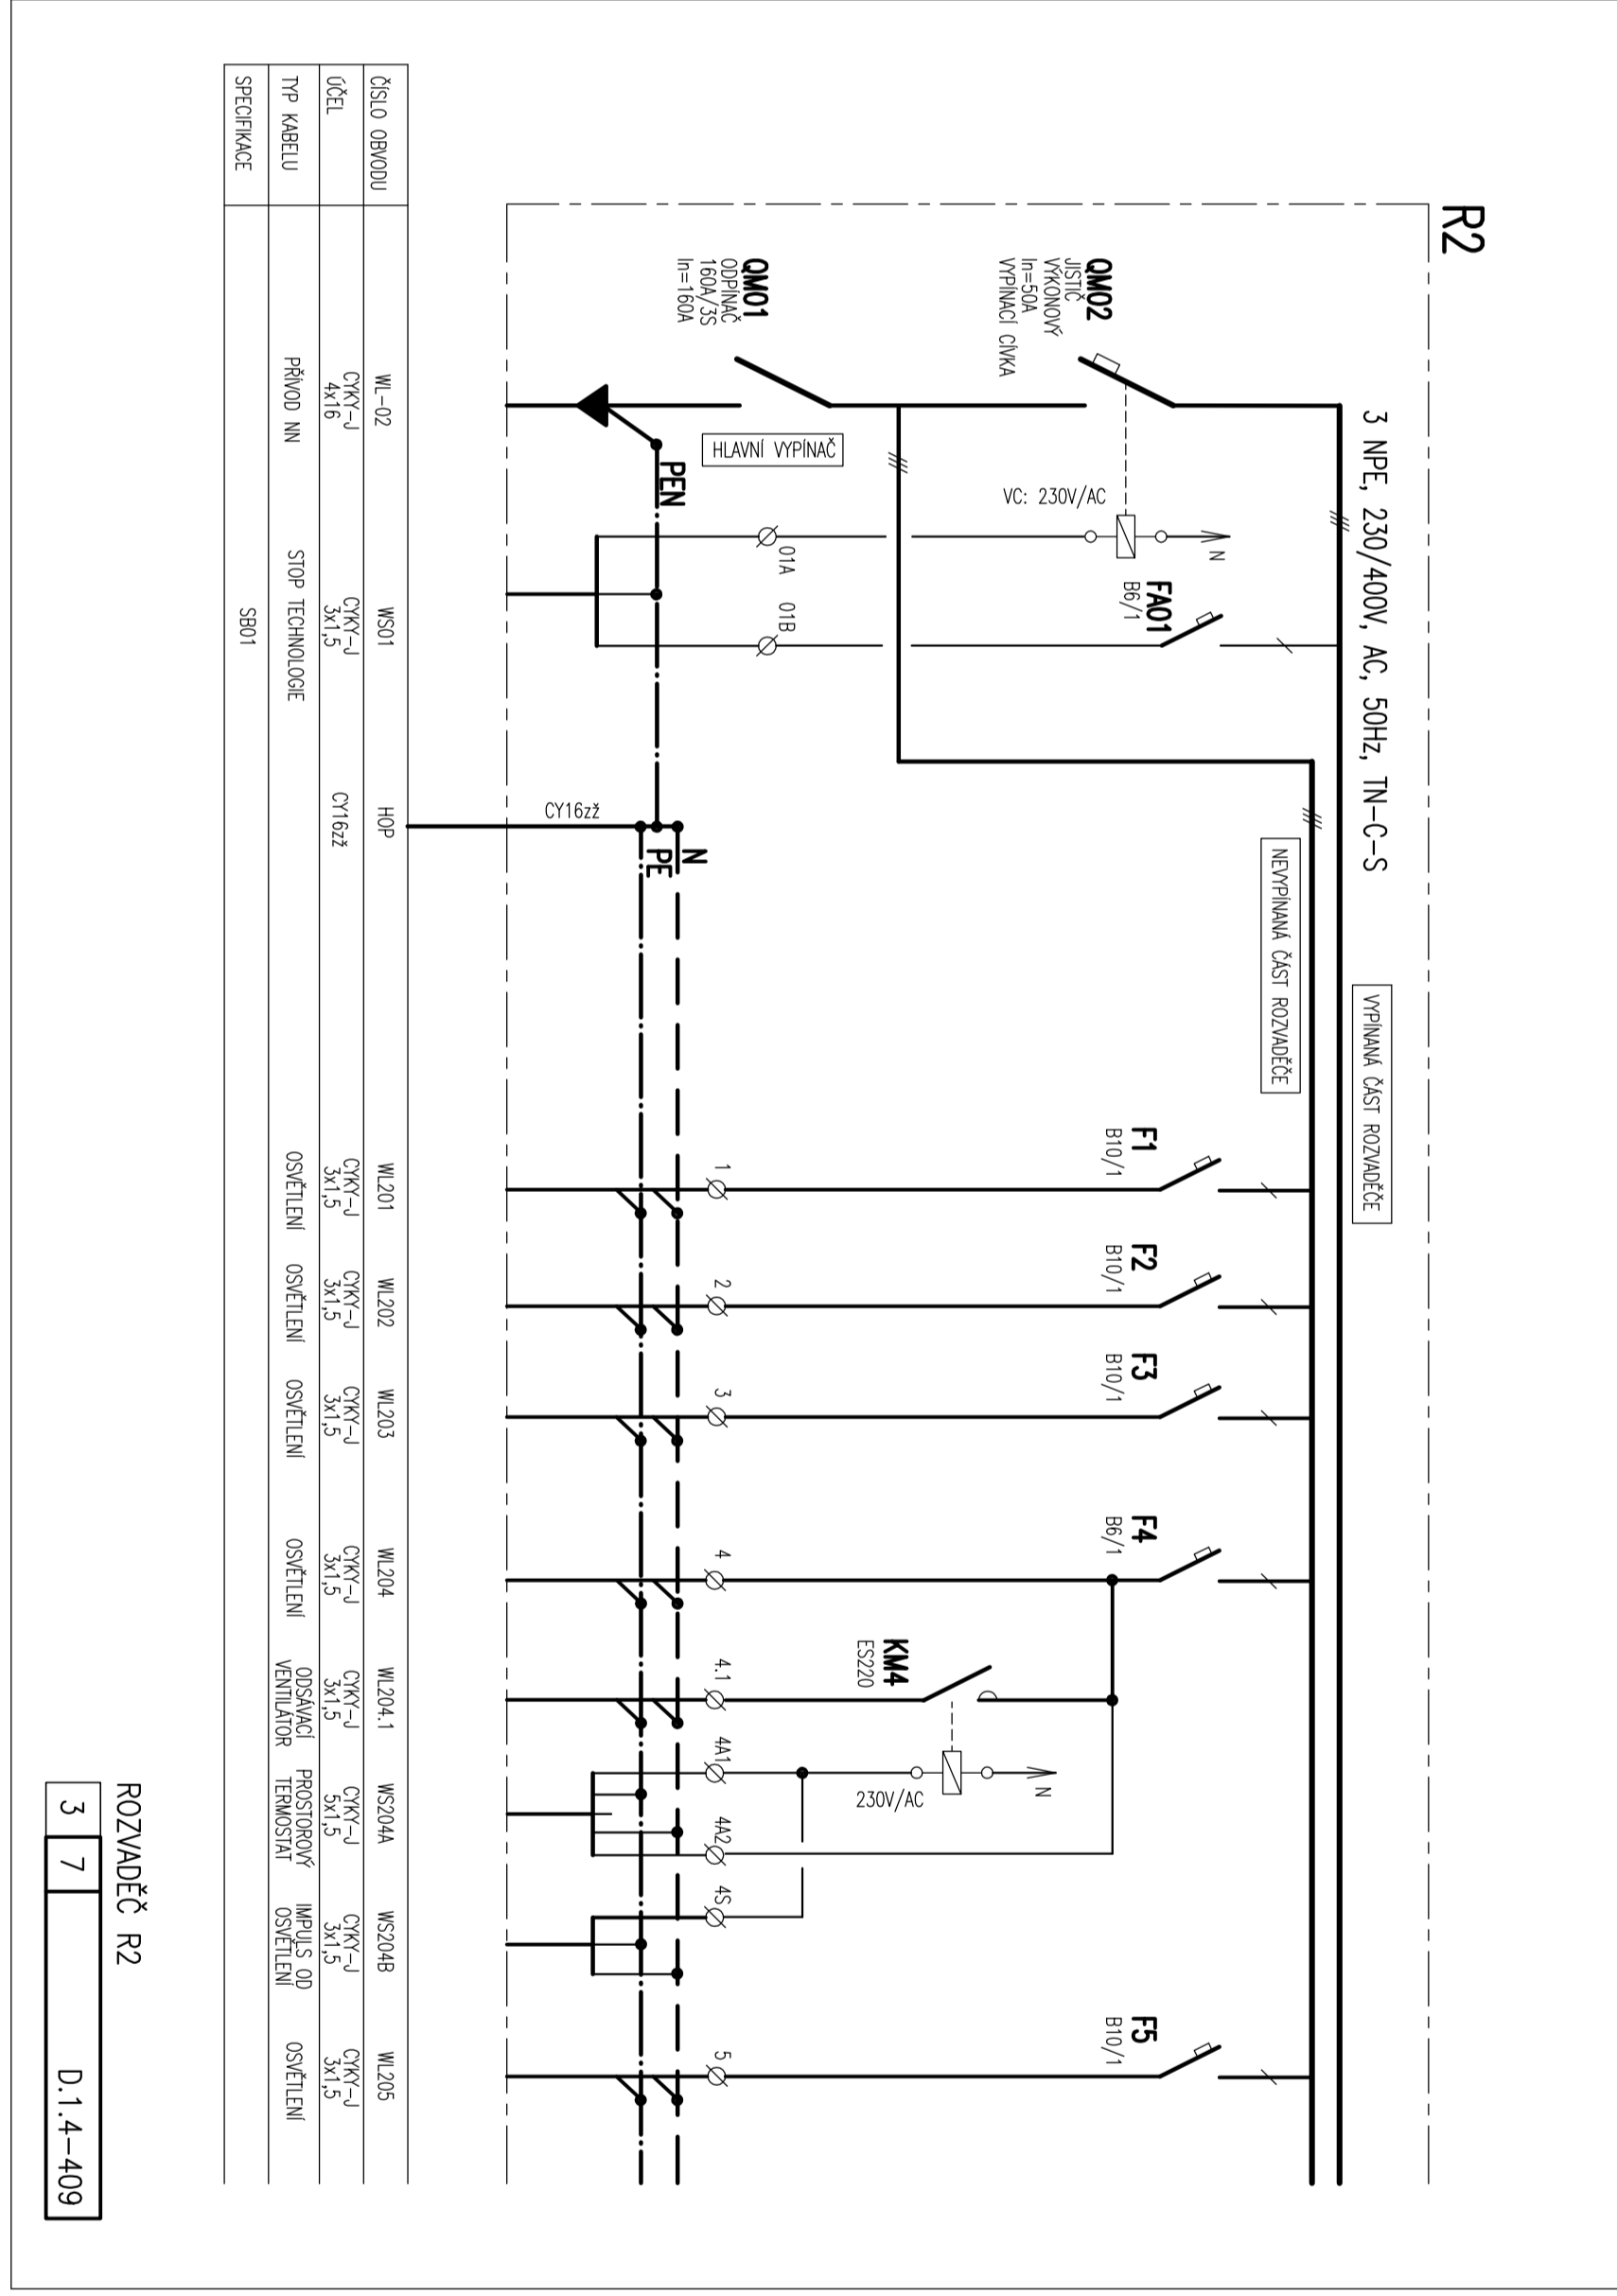 R2
3 NPE, 230/400V, AC, 50Hz, TN-C-S
VYPÍNANÁ ČÁST ROZVADĚČE
NEVYPÍNANÁ ČÁST ROZVADĚČE
QM02
JISTIČ
VÝKONOVÝ
In=50A
VYPÍNACÍ CÍVKA
VC: 230V/AC
N
FA01
B6/1
F1
B10/1
F2
B10/1
F3
B10/1
F4
B6/1
F5
B10/1
QM01
ODPÍNAČ
160A/3S
In=160A
HLAVNÍ VYPÍNAČ
KM4
ES220
230V/AC
N
01A
01B
PEN
N
PE
CY16zž
1
2
3
4
4.1
4A1
4A2
4S
5
ČÍSLO OBVODU WL-02 WS01 HOP WL201 WL202 WL203 WL204 WL204.1 WS204A WS204B WL205
ÚČEL CYKY-J CYKY-J CY16zž CYKY-J CYKY-J CYKY-J CYKY-J CYKY-J CYKY-J CYKY-J CYKY-J
4x16 3x1,5 3x1,5 3x1,5 3x1,5 3x1,5 3x1,5 5x1,5 3x1,5 3x1,5
TYP KABELU PŘÍVOD NN STOP TECHNOLOGIE OSVĚTLENÍ OSVĚTLENÍ OSVĚTLENÍ OSVĚTLENÍ ODSÁVACÍ PROSTOROVÝ IMPULS OD OSVĚTLENÍ
VENTILÁTOR TERMOSTAT OSVĚTLENÍ
SPECIFIKACE SB01
ROZVADĚČ R2
3 7 D.1.4-409